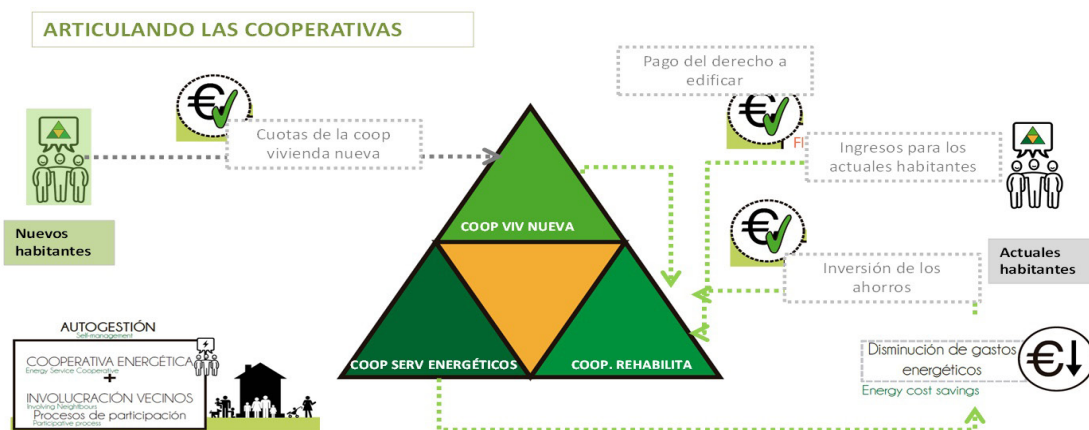 ARTICULANDO LAS COOPERATIVAS
Pago del derecho a
edificar
€
Cuotas de la coop
vivienda nueva
€
FI
Ingresos para los
actuales habitantes
Nuevos
habitantes
COOP VIV NUEVA
€
Inversión de los
ahorros
Actuales
habitantes
AUTOGESTIÓN
Self-management
COOPERATIVA ENERGÉTICA
Energy Service Cooperative
+
INVOLUCRACIÓN VECINOS
Involving Neighbours
Procesos de participación
Participative process
COOP SERV ENERGÉTICOS
COOP. REHABILITA
Disminución de gastos
energéticos
Energy cost savings
€